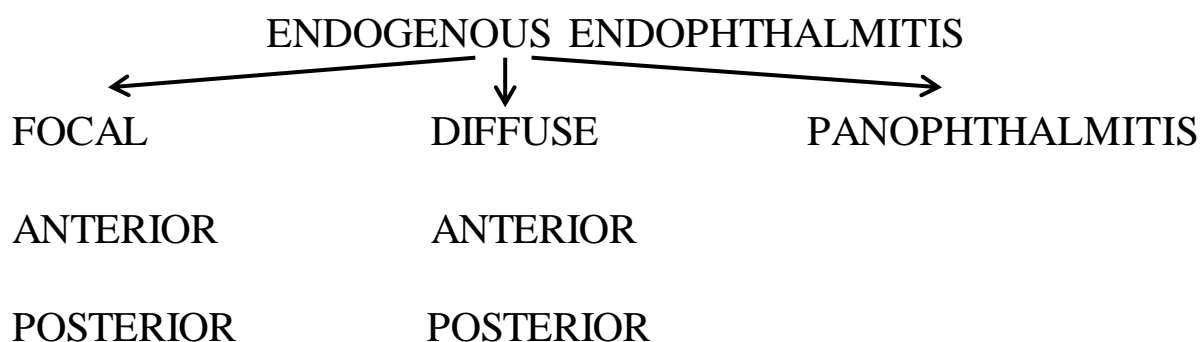 ENDOGENOUS ENDOPHTHALMITIS
FOCAL DIFFUSE PANOPHTHALMITIS
ANTERIOR ANTERIOR
POSTERIOR POSTERIOR